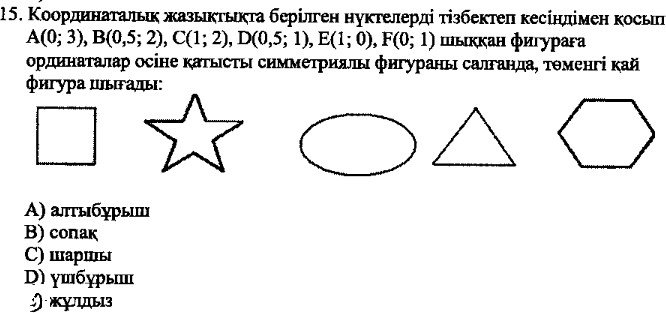 15. Координаталық жазықтықта берілген нүктелерді тізбектеп кесіндімен қосып
А(0; 3), В(0,5; 2), С(1; 2), D(0,5; 1), Е(1; 0), F(0; 1) шыққан фигураға
ординаталар осіне қатысты симметриялы фигураны салғанда, төменгі қай
фигура шығады:
А) алтыбұрыш
В) сопақ
С) шаршы
D) үшбұрыш
жұлдыз